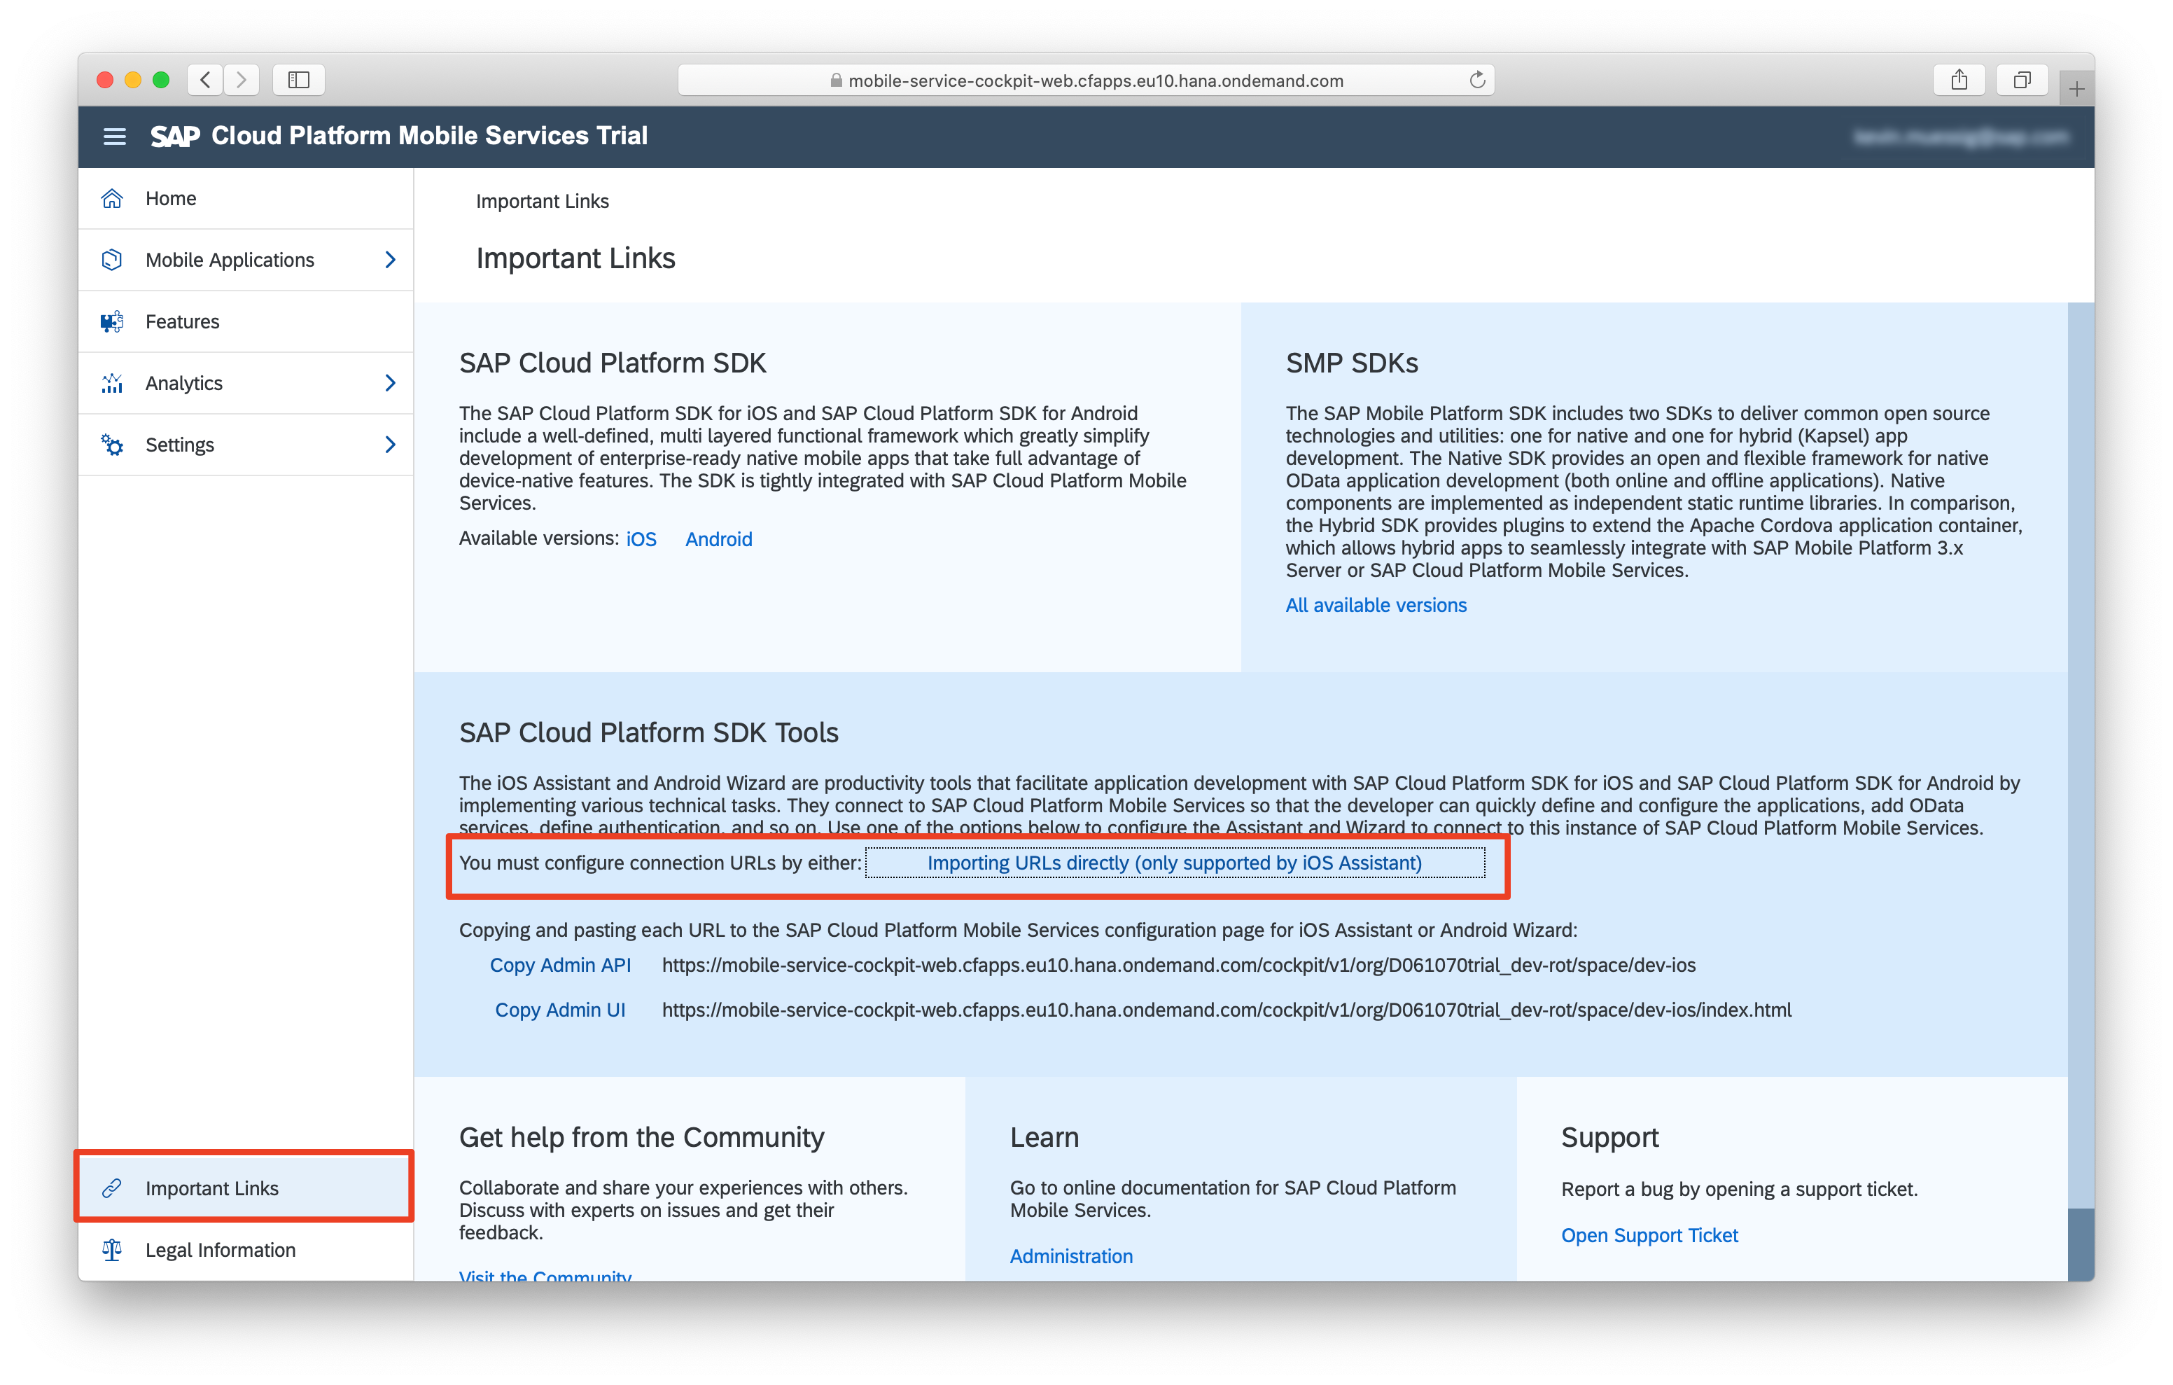 mobile-service-cockpit-web.cfapps.eu10.hana.ondemand.com
SAP Cloud Platform Mobile Services Trial
Home
Mobile Applications
Features
Analytics
Settings
Important Links
Legal Information
Important Links
Important Links
SAP Cloud Platform SDK
The SAP Cloud Platform SDK for iOS and SAP Cloud Platform SDK for Android
include a well-defined, multi layered functional framework which greatly simplify
development of enterprise-ready native mobile apps that take full advantage of
device-native features. The SDK is tightly integrated with SAP Cloud Platform Mobile
Services.
Available versions: iOS Android
SMP SDKs
The SAP Mobile Platform SDK includes two SDKs to deliver common open source
technologies and utilities: one for native and one for hybrid (Kapsel) app
development. The Native SDK provides an open and flexible framework for native
OData application development (both online and offline applications). Native
components are implemented as independent static runtime libraries. In comparison,
the Hybrid SDK provides plugins to extend the Apache Cordova application container,
which allows hybrid apps to seamlessly integrate with SAP Mobile Platform 3.x
Server or SAP Cloud Platform Mobile Services.
All available versions
SAP Cloud Platform SDK Tools
The iOS Assistant and Android Wizard are productivity tools that facilitate application development with SAP Cloud Platform SDK for iOS and SAP Cloud Platform SDK for Android by
implementing various technical tasks. They connect to SAP Cloud Platform Mobile Services so that the developer can quickly define and configure the applications, add OData
services, define authentication, and so on. Use one of the options below to configure the Assistant and Wizard to connect to this instance of SAP Cloud Platform Mobile Services.
You must configure connection URLs by either: Importing URLs directly (only supported by iOS Assistant)
Copying and pasting each URL to the SAP Cloud Platform Mobile Services configuration page for iOS Assistant or Android Wizard:
Copy Admin API https://mobile-service-cockpit-web.cfapps.eu10.hana.ondemand.com/cockpit/v1/org/D061070trial_dev-rot/space/dev-ios
Copy Admin UI https://mobile-service-cockpit-web.cfapps.eu10.hana.ondemand.com/cockpit/v1/org/D061070trial_dev-rot/space/dev-ios/index.html
Get help from the Community
Collaborate and share your experiences with others.
Discuss with experts on issues and get their
feedback.
Visit the Community
Learn
Go to online documentation for SAP Cloud Platform
Mobile Services.
Administration
Support
Report a bug by opening a support ticket.
Open Support Ticket